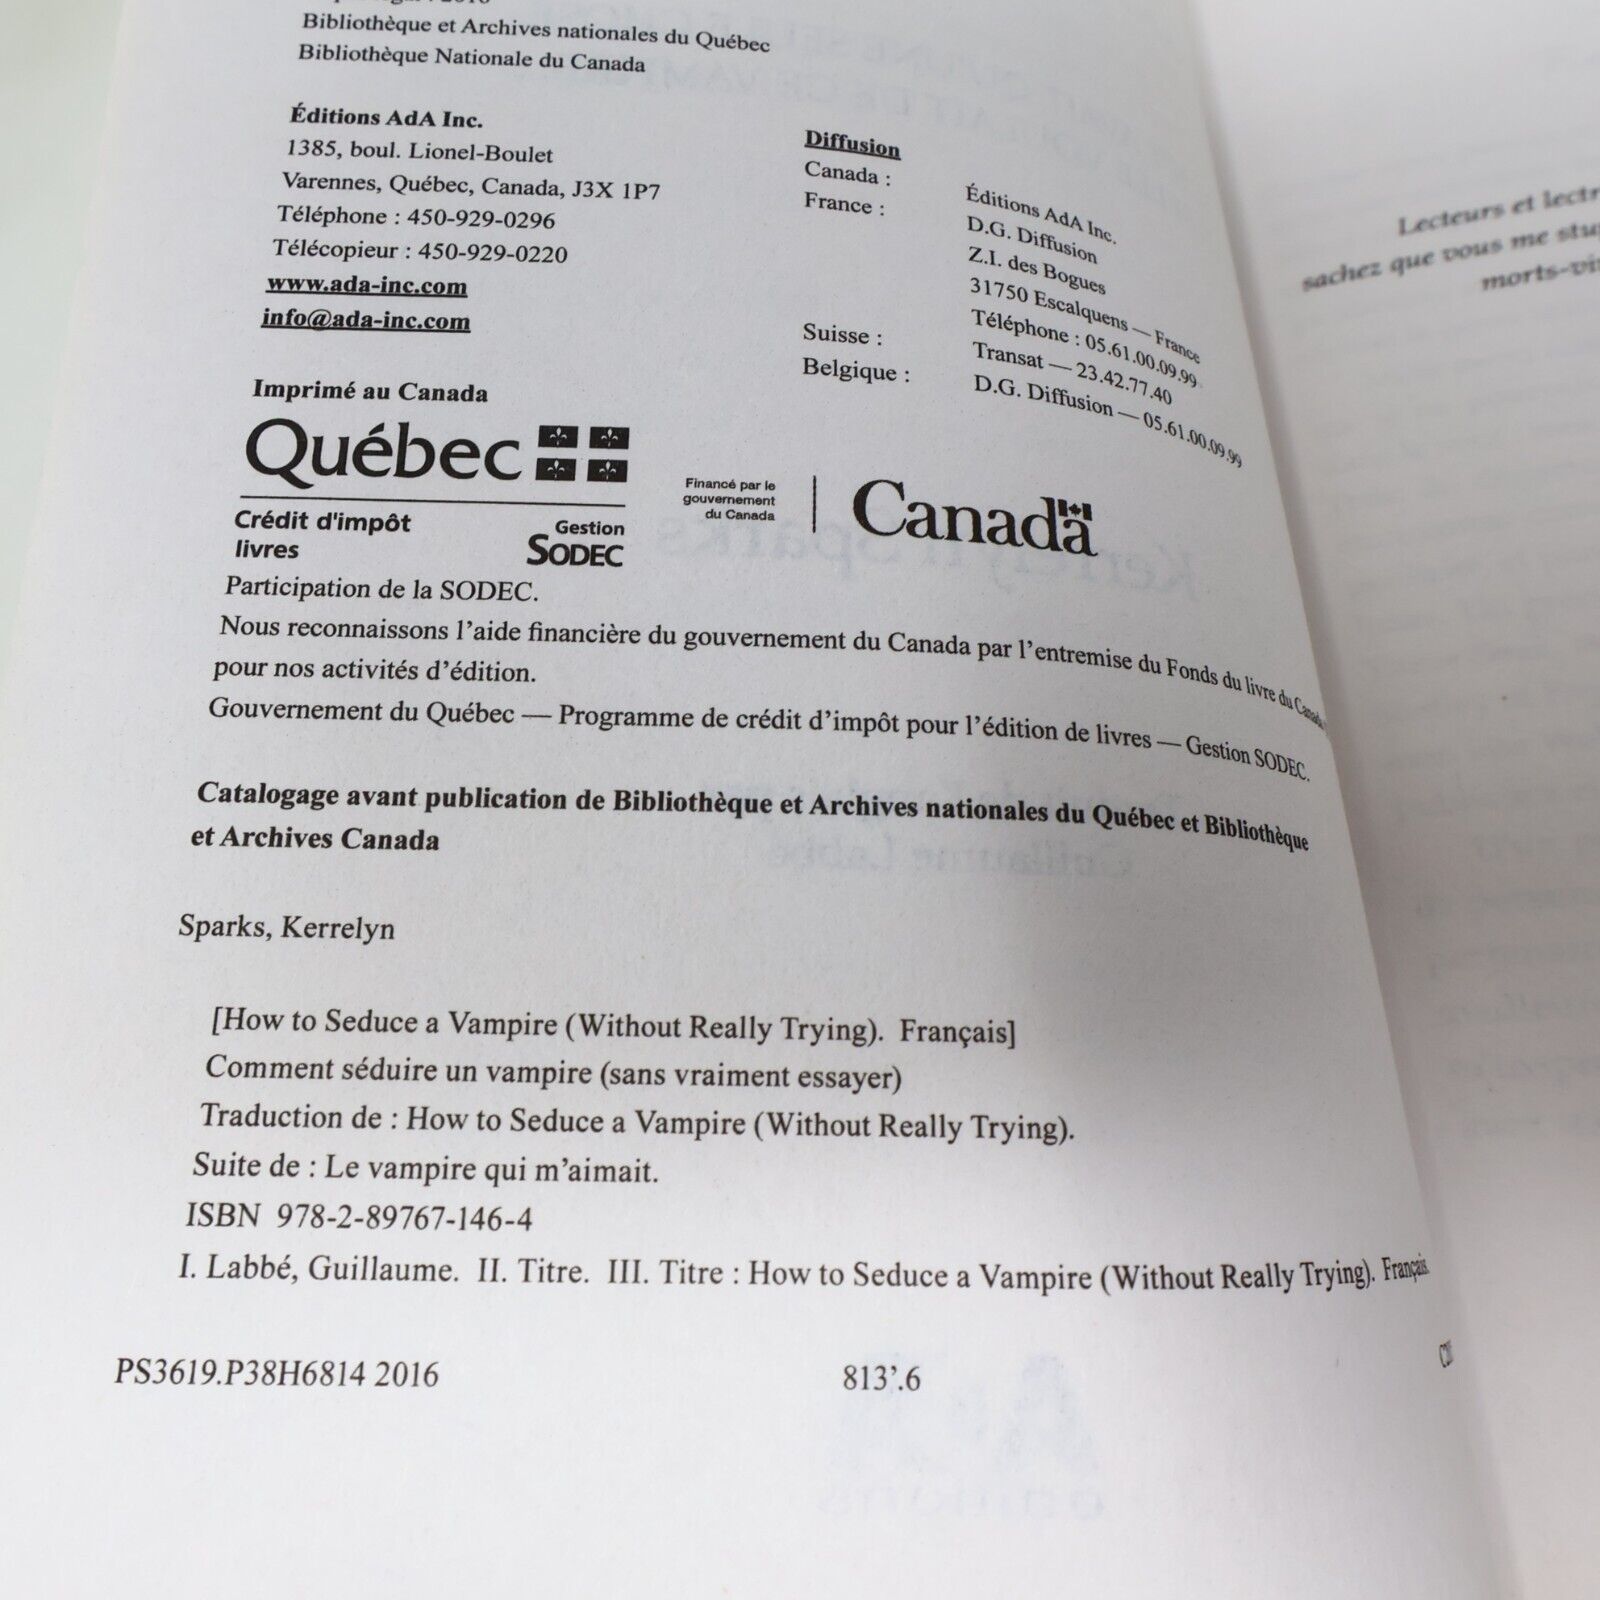 2016
Bibliothèque et Archives nationales du Québec
Bibliothèque Nationale du Canada
Éditions AdA Inc.
1385, boul. Lionel-Boulet
Varennes, Québec, Canada, J3X 1P7
Téléphone : 450-929-0296
Télécopieur : 450-929-0220
www.ada-inc.com
info@ada-inc.com
Diffusion
Canada : Éditions AdA Inc.
France : D.G. Diffusion
Z.I. des Bogues
31750 Escalquens — France
Téléphone : 05.61.00.09.99
Suisse : Transat — 23.42.77.40
Belgique : D.G. Diffusion — 05.61.00.09.99
Imprimé au Canada
Québec
Crédit d'impôt
livres
Gestion
SODEC
Financé par le
gouvernement
du Canada
Canada
Participation de la SODEC.
Nous reconnaissons l'aide financière du gouvernement du Canada par l'entremise du Fonds du livre du Canada
pour nos activités d'édition.
Gouvernement du Québec — Programme de crédit d'impôt pour l'édition de livres — Gestion SODEC.
Catalogage avant publication de Bibliothèque et Archives nationales du Québec et Bibliothèque
et Archives Canada
Sparks, Kerrelyn
[How to Seduce a Vampire (Without Really Trying). Français]
Comment séduire un vampire (sans vraiment essayer)
Traduction de : How to Seduce a Vampire (Without Really Trying).
Suite de : Le vampire qui m'aimait.
ISBN 978-2-89767-146-4
I. Labbé, Guillaume. II. Titre. III. Titre : How to Seduce a Vampire (Without Really Trying). Français.
PS3619.P38H6814 2016 813'.6
Lecteurs et
sachez que vous me